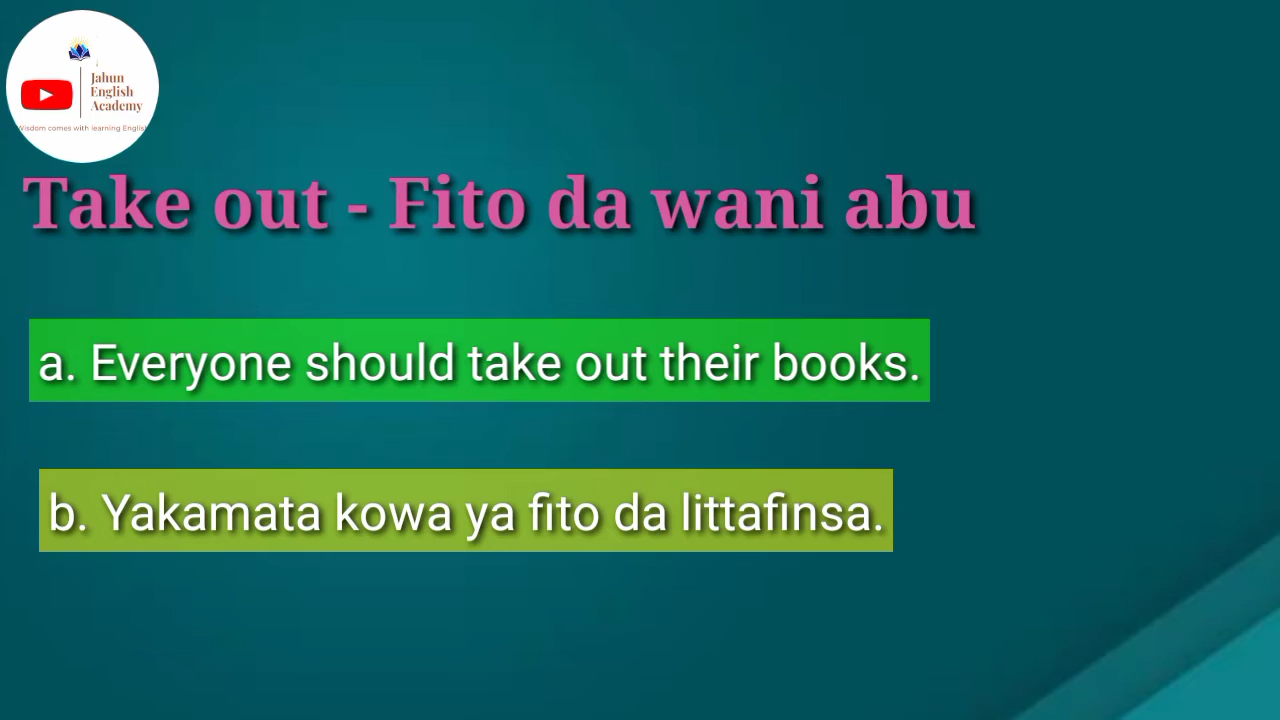 Jahun
English
Academy
Wisdom comes with learning English
Take out - Fito da wani abu
a. Everyone should take out their books.
b. Yakamata kowa ya fito da littafinsa.